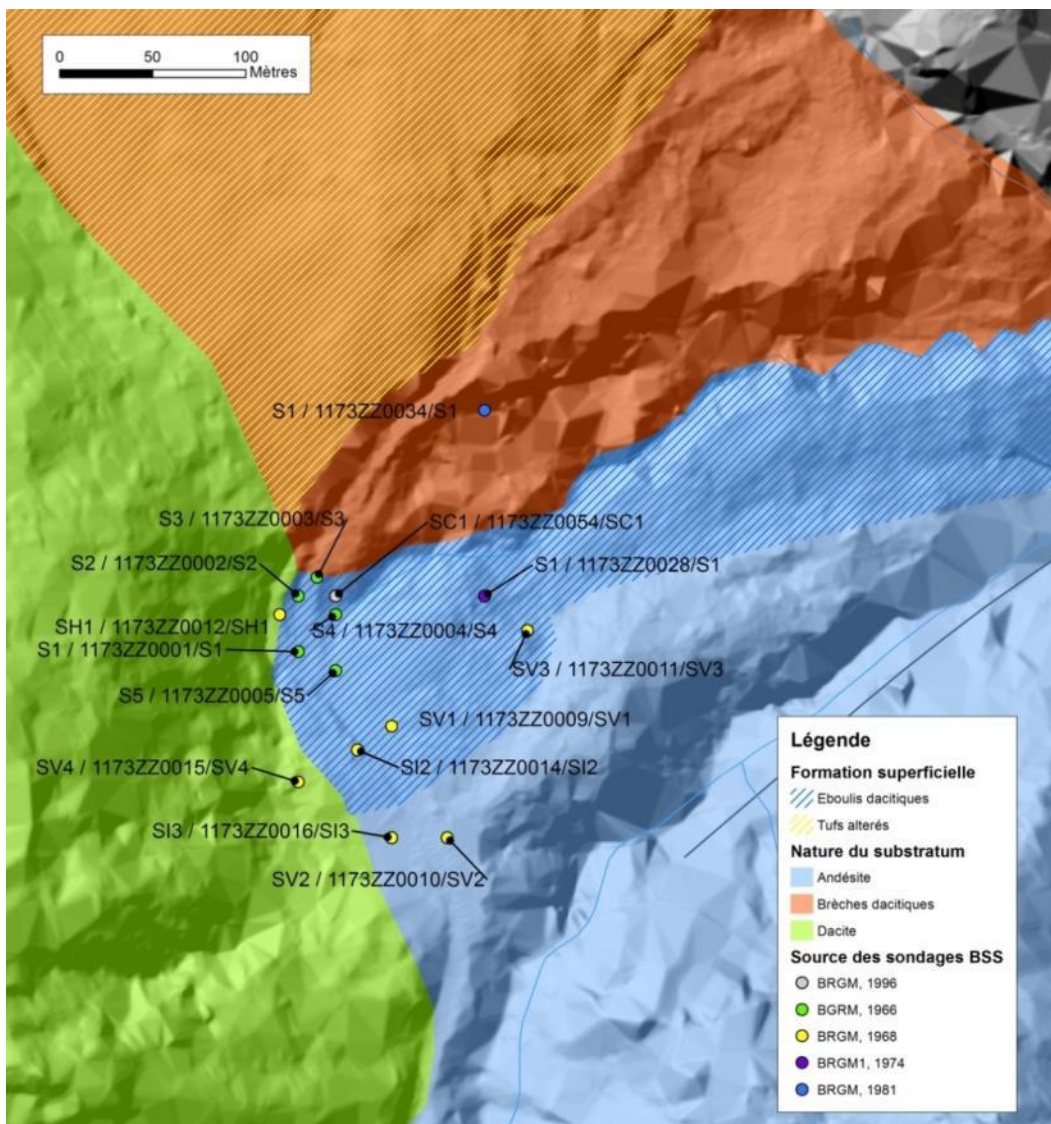 0 50 100
Mètres
S1 / 1173ZZ0034/S1
S3 / 1173ZZ0003/S3
SC1 / 1173ZZ0054/SC1
S2 / 1173ZZ0002/S2
S1 / 1173ZZ0028/S1
SH1 / 1173ZZ0012/SH1
S4 / 1173ZZ0004/S4
S1 / 1173ZZ0001/S1
SV3 / 1173ZZ0011/SV3
S5 / 1173ZZ0005/S5
SV1 / 1173ZZ0009/SV1
SV4 / 1173ZZ0015/SV4
SI2 / 1173ZZ0014/SI2
SI3 / 1173ZZ0016/SI3
SV2 / 1173ZZ0010/SV2
Légende
Formation superficielle
Eboulis dacitiques
Tufs alterés
Nature du substratum
Andésite
Brèches dacitiques
Dacite
Source des sondages BSS
BRGM, 1996
BGRM, 1966
BRGM, 1968
BRGM1, 1974
BRGM, 1981